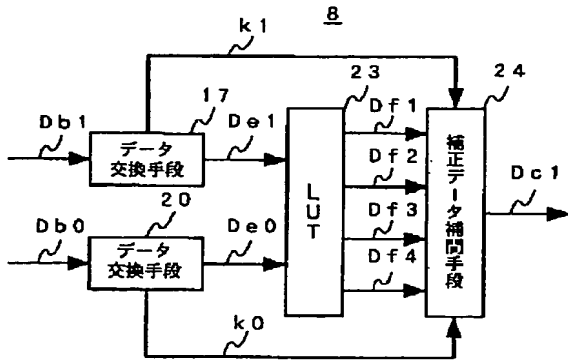 8
k1
17
23
24
Db1
データ
交換手段
De1
Df1
Df2
Df3
Df4
LUT
補正データ補間手段
Dc1
20
Db0
データ
交換手段
De0
k0